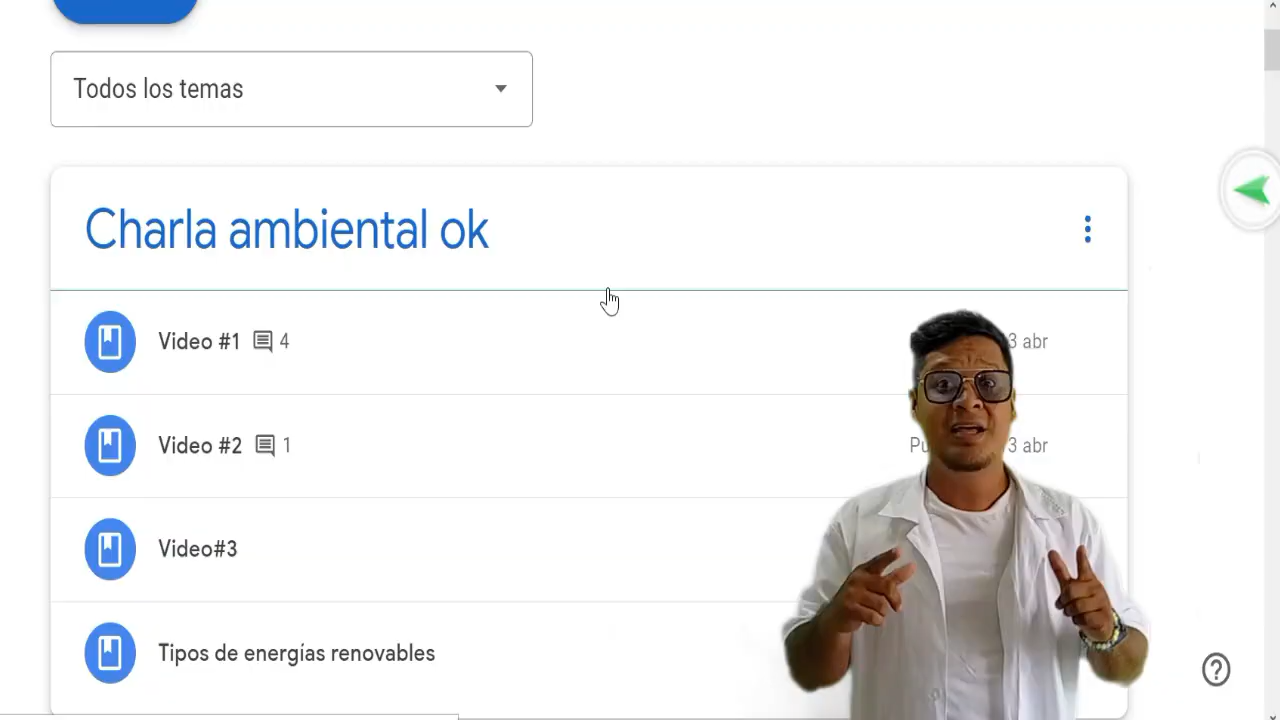 Todos los temas
Charla ambiental ok
Video #1 4
3 abr
Video #2 1
3 abr
Video#3
Tipos de energías renovables